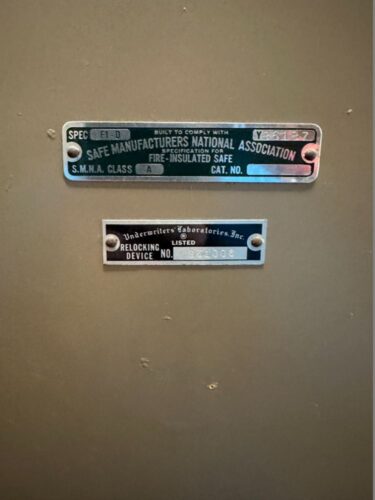 BUILT TO COMPLY WITH
SPEC F1-D
SAFE MANUFACTURERS NATIONAL ASSOCIATION
SPECIFICATION FOR
FIRE-INSULATED SAFE
S.M.N.A. CLASS A CAT. NO.
Underwriters' Laboratories, Inc.
LISTED
RELOCKING
DEVICE NO.